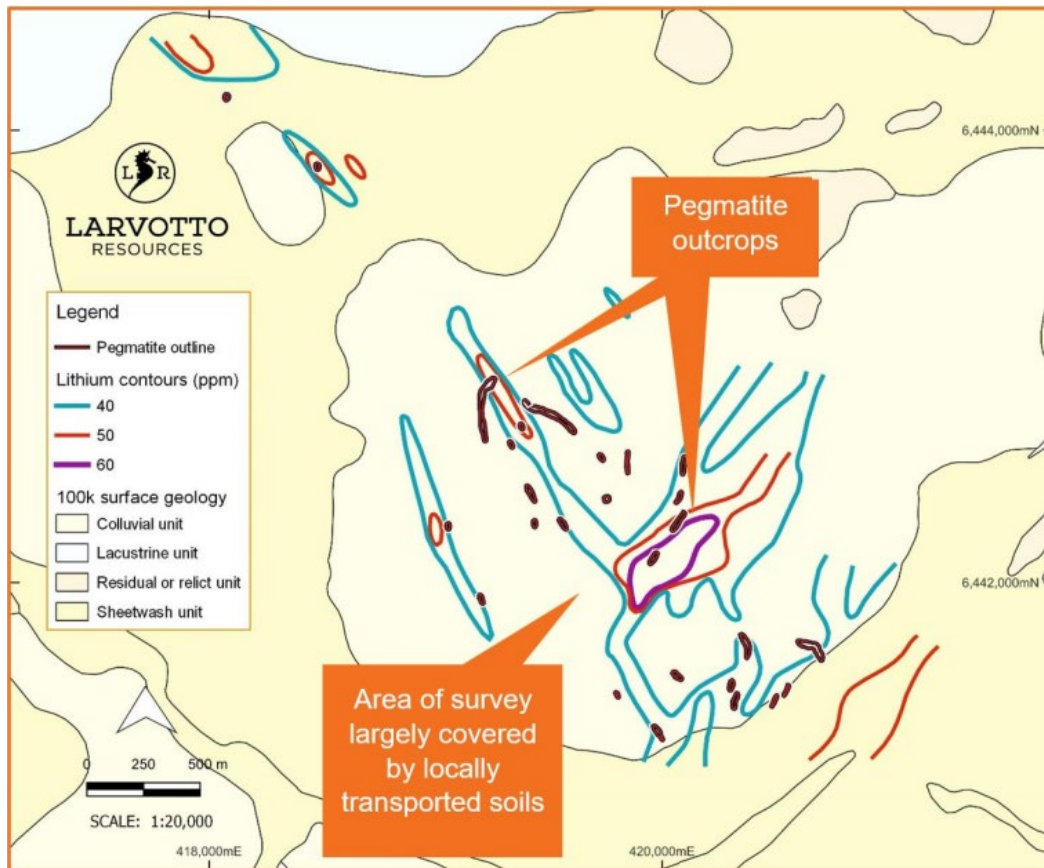 6,444,000mN
L R
LARVOTTO
RESOURCES
Pegmatite
outcrops
Legend
Pegmatite outline
Lithium contours (ppm)
40
50
60
100k surface geology
Colluvial unit
Lacustrine unit
Residual or relict unit
Sheetwash unit
6,442,000mN
Area of survey
largely covered
by locally
transported soils
0 250 500 m
SCALE: 1:20,000
418,000mE
420,000mE